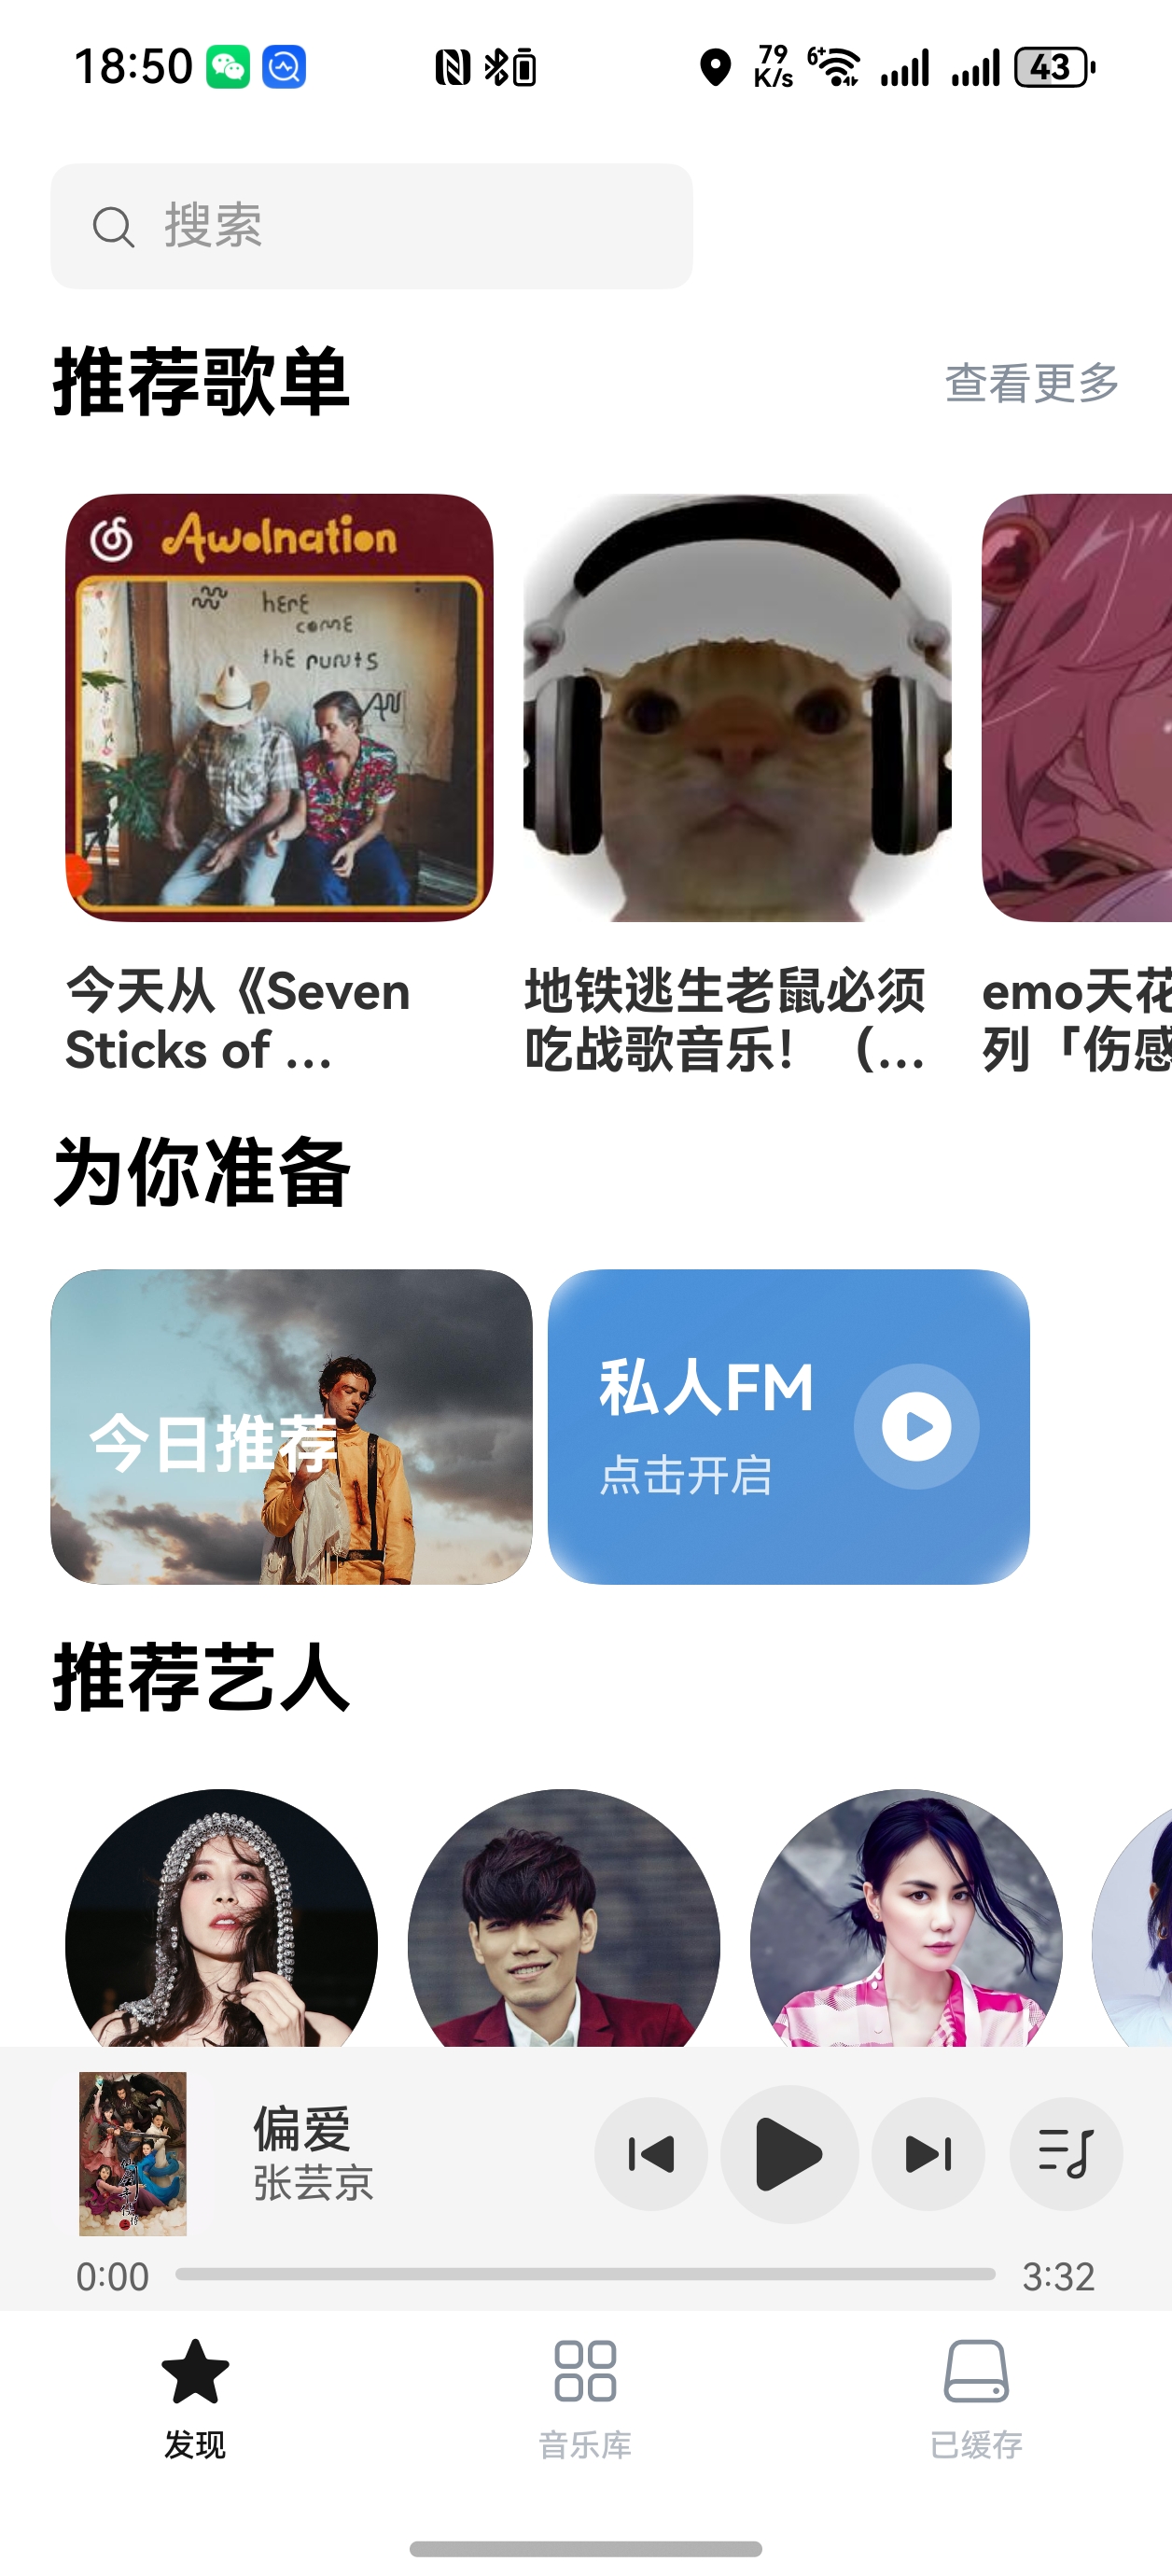 18:50
79
K/s
6+
43
搜索
推荐歌单
查看更多
Awolnation
here
come
the runts
AN
今天从《Seven
Sticks of ...
地铁逃生老鼠必须
吃战歌音乐！（...
emo天花
列「伤感
为你准备
今日推荐
私人FM
点击开启
推荐艺人
偏爱
张芸京
0:00
3:32
发现
音乐库
已缓存